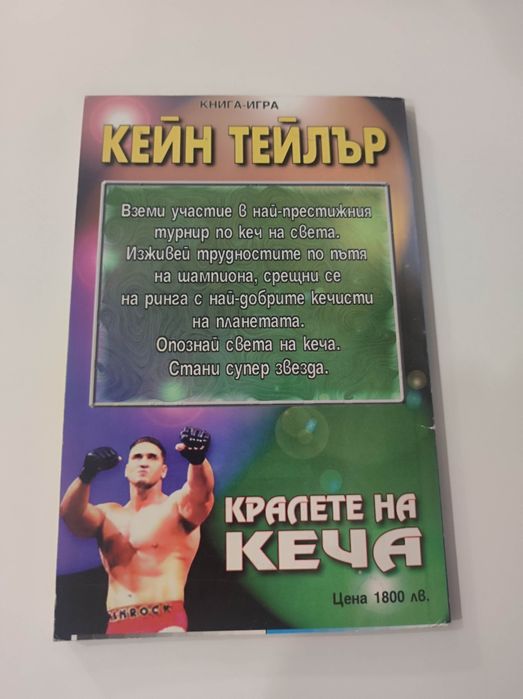 КНИГА-ИГРА
КЕЙН ТЕЙЛЪР
Вземи участие в най-престижния
турнир по кеч на света.
Изживей трудностите по пътя
на шампиона, срещни се
на ринга с най-добрите кечисти
на планетата.
Опознай света на кеча.
Стани супер звезда.
КРАЛЕТЕ НА
КЕЧА
Цена 1800 лв.
MROCK